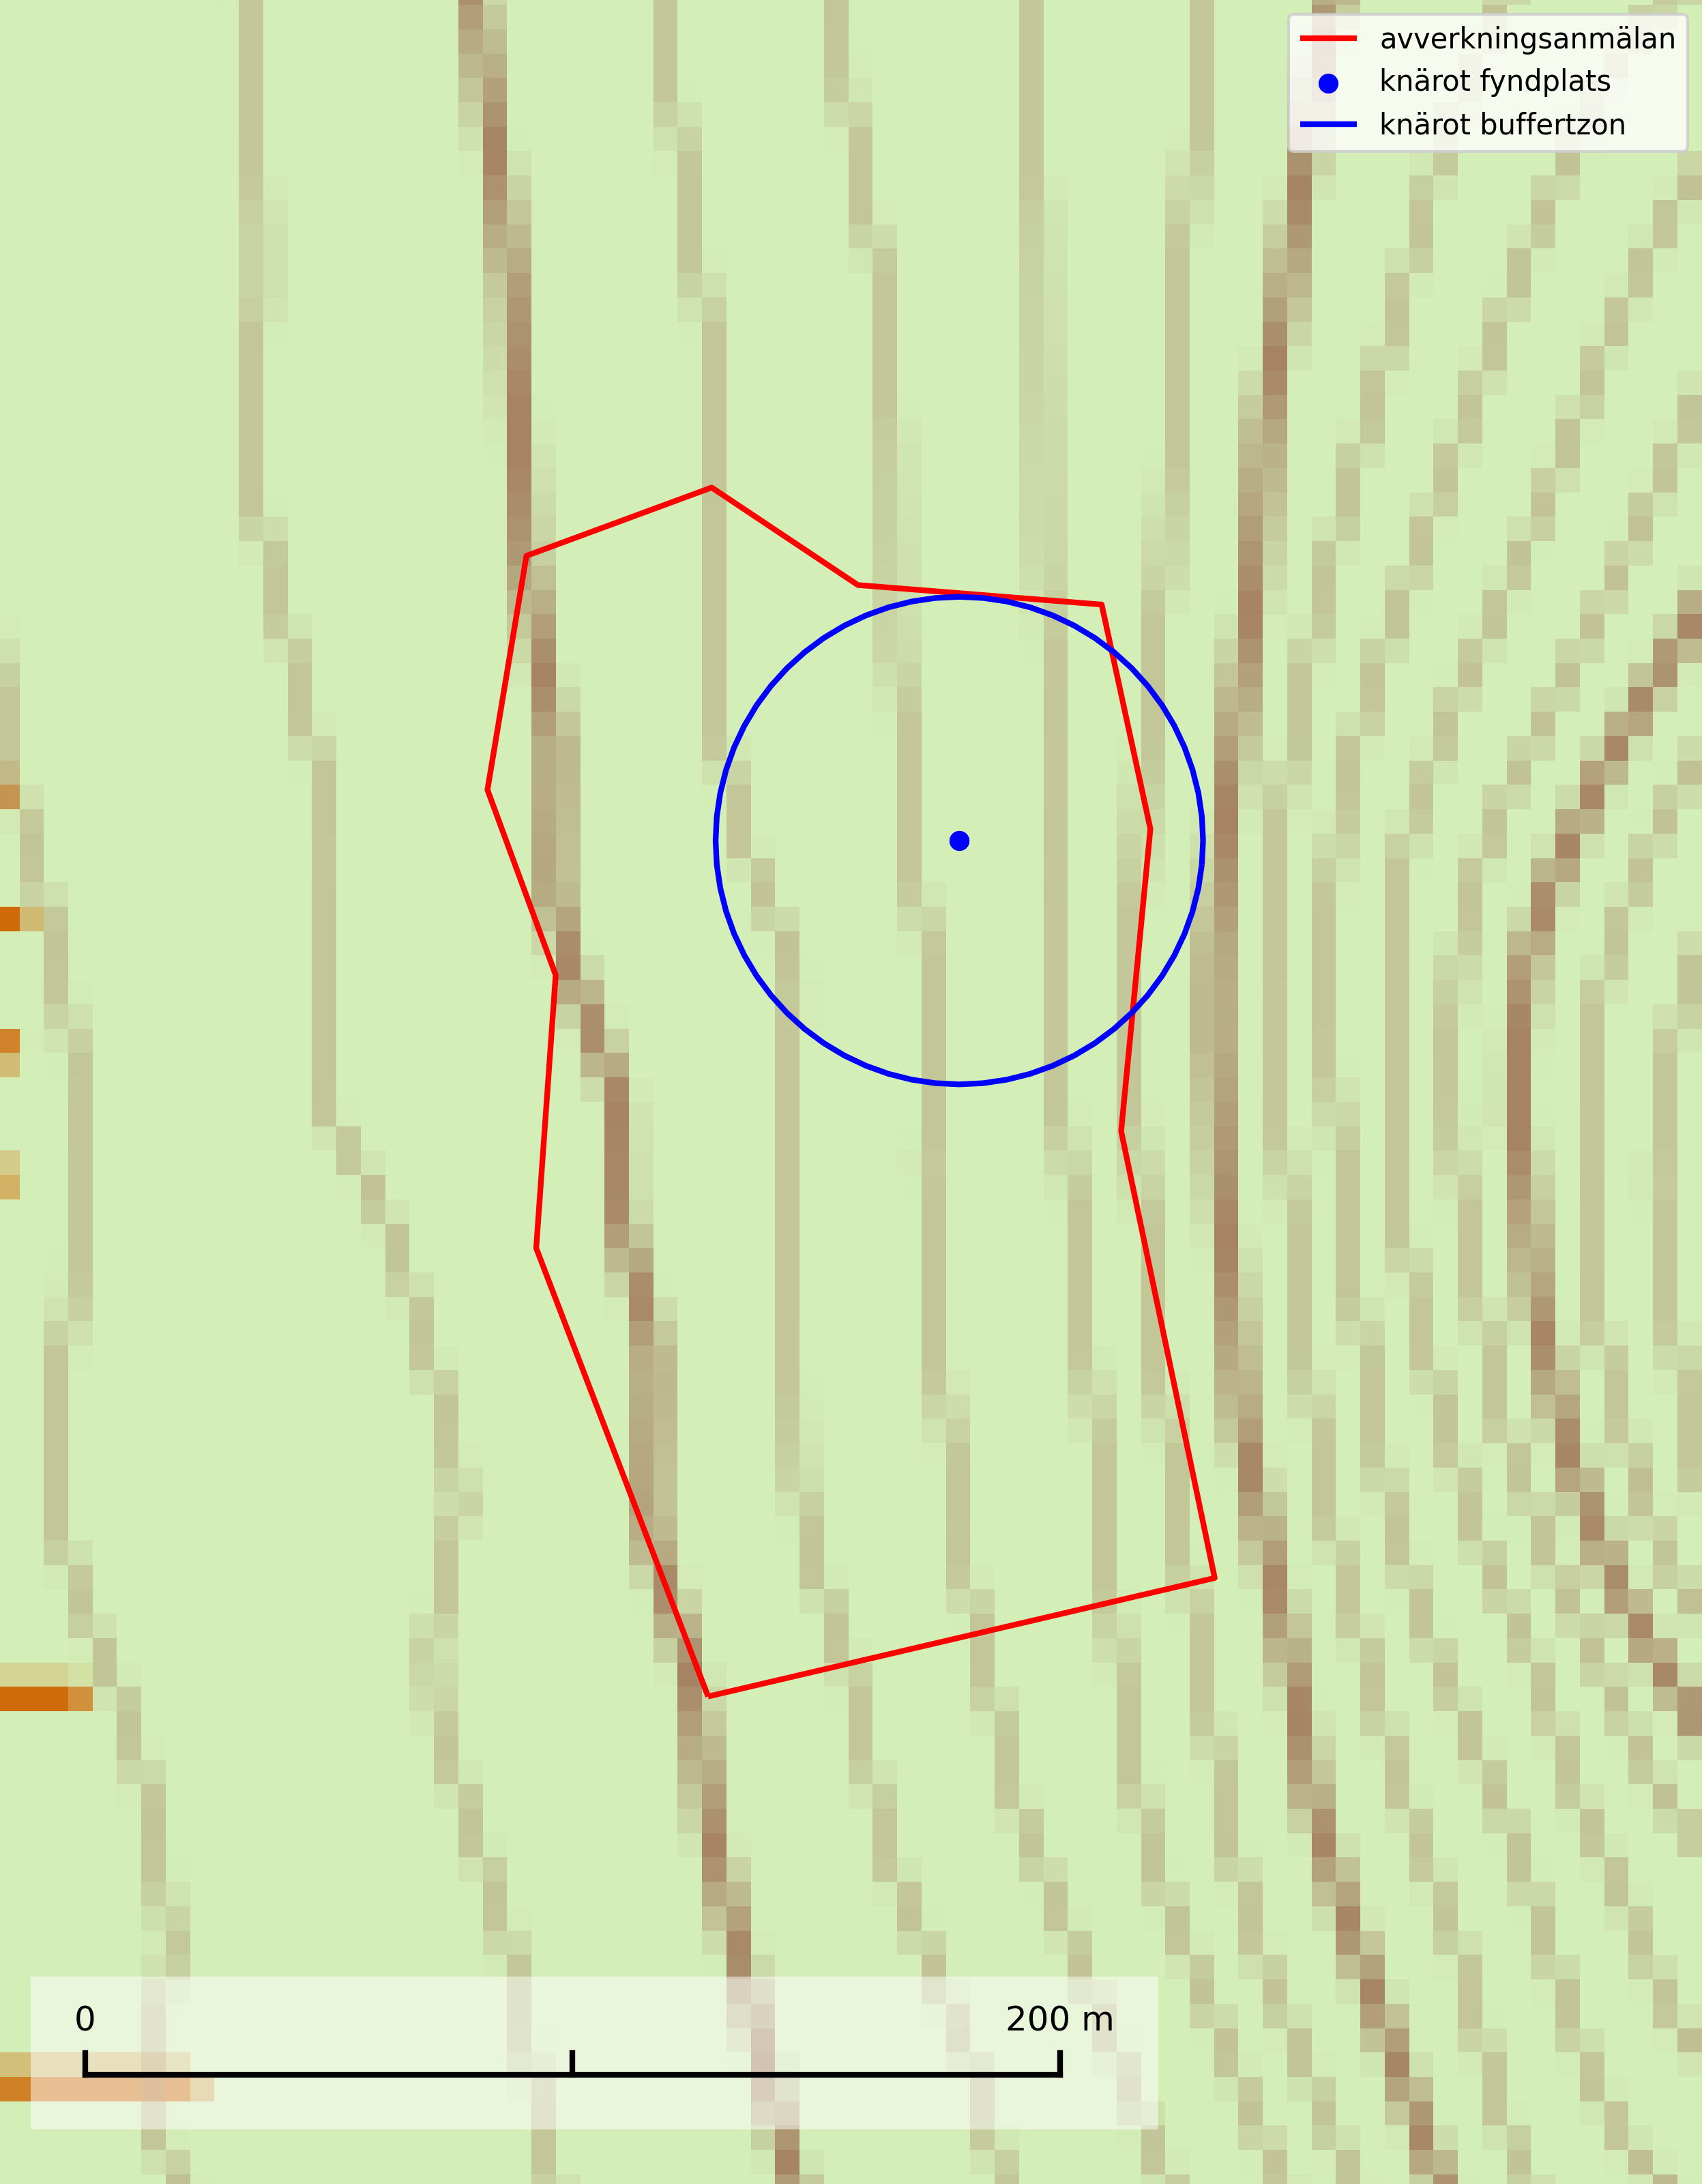 avverkningsanmälan
knärot fyndplats
knärot buffertzon
0
200 m